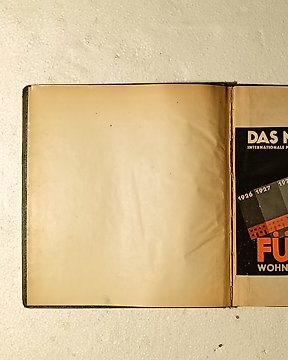 DAS N
INTERNATIONALE
1926 1927
FÜ
WOHN